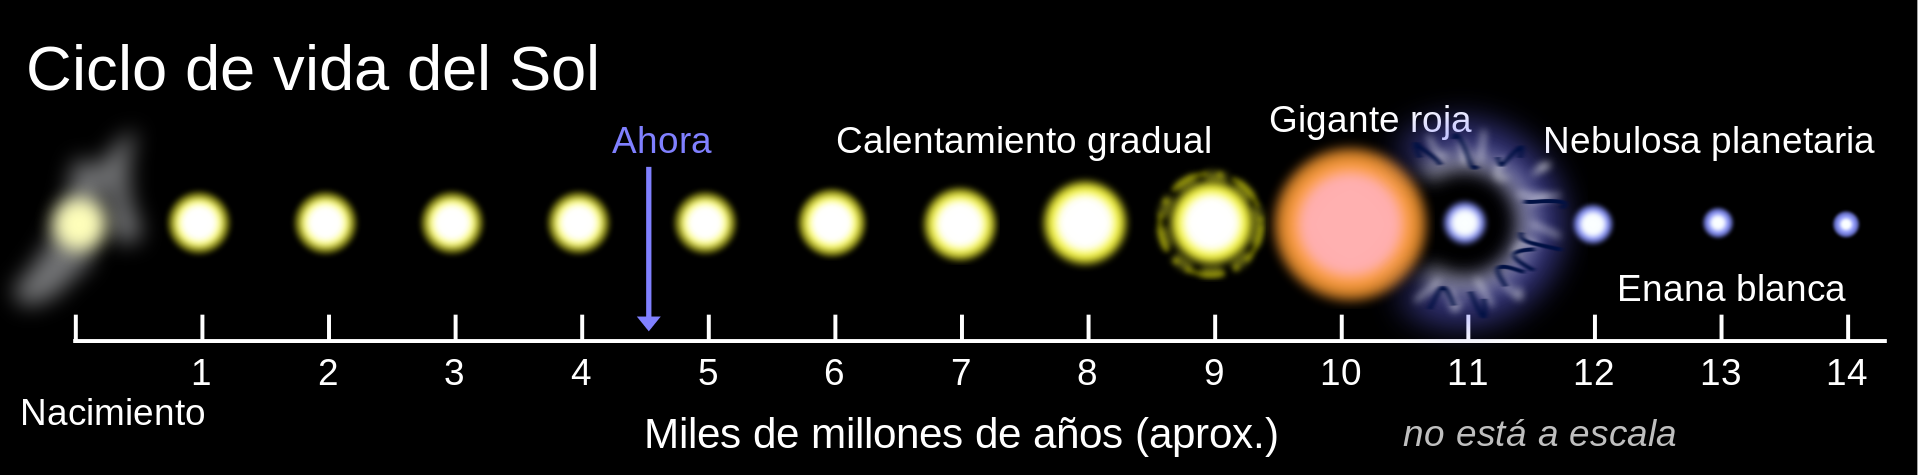 Ciclo de vida del Sol
Gigante roja
Ahora
Calentamiento gradual
Nebulosa planetaria
Enana blanca
1 2 3 4 5 6 7 8 9 10 11 12 13 14
Nacimiento
Miles de millones de años (aprox.)
no está a escala